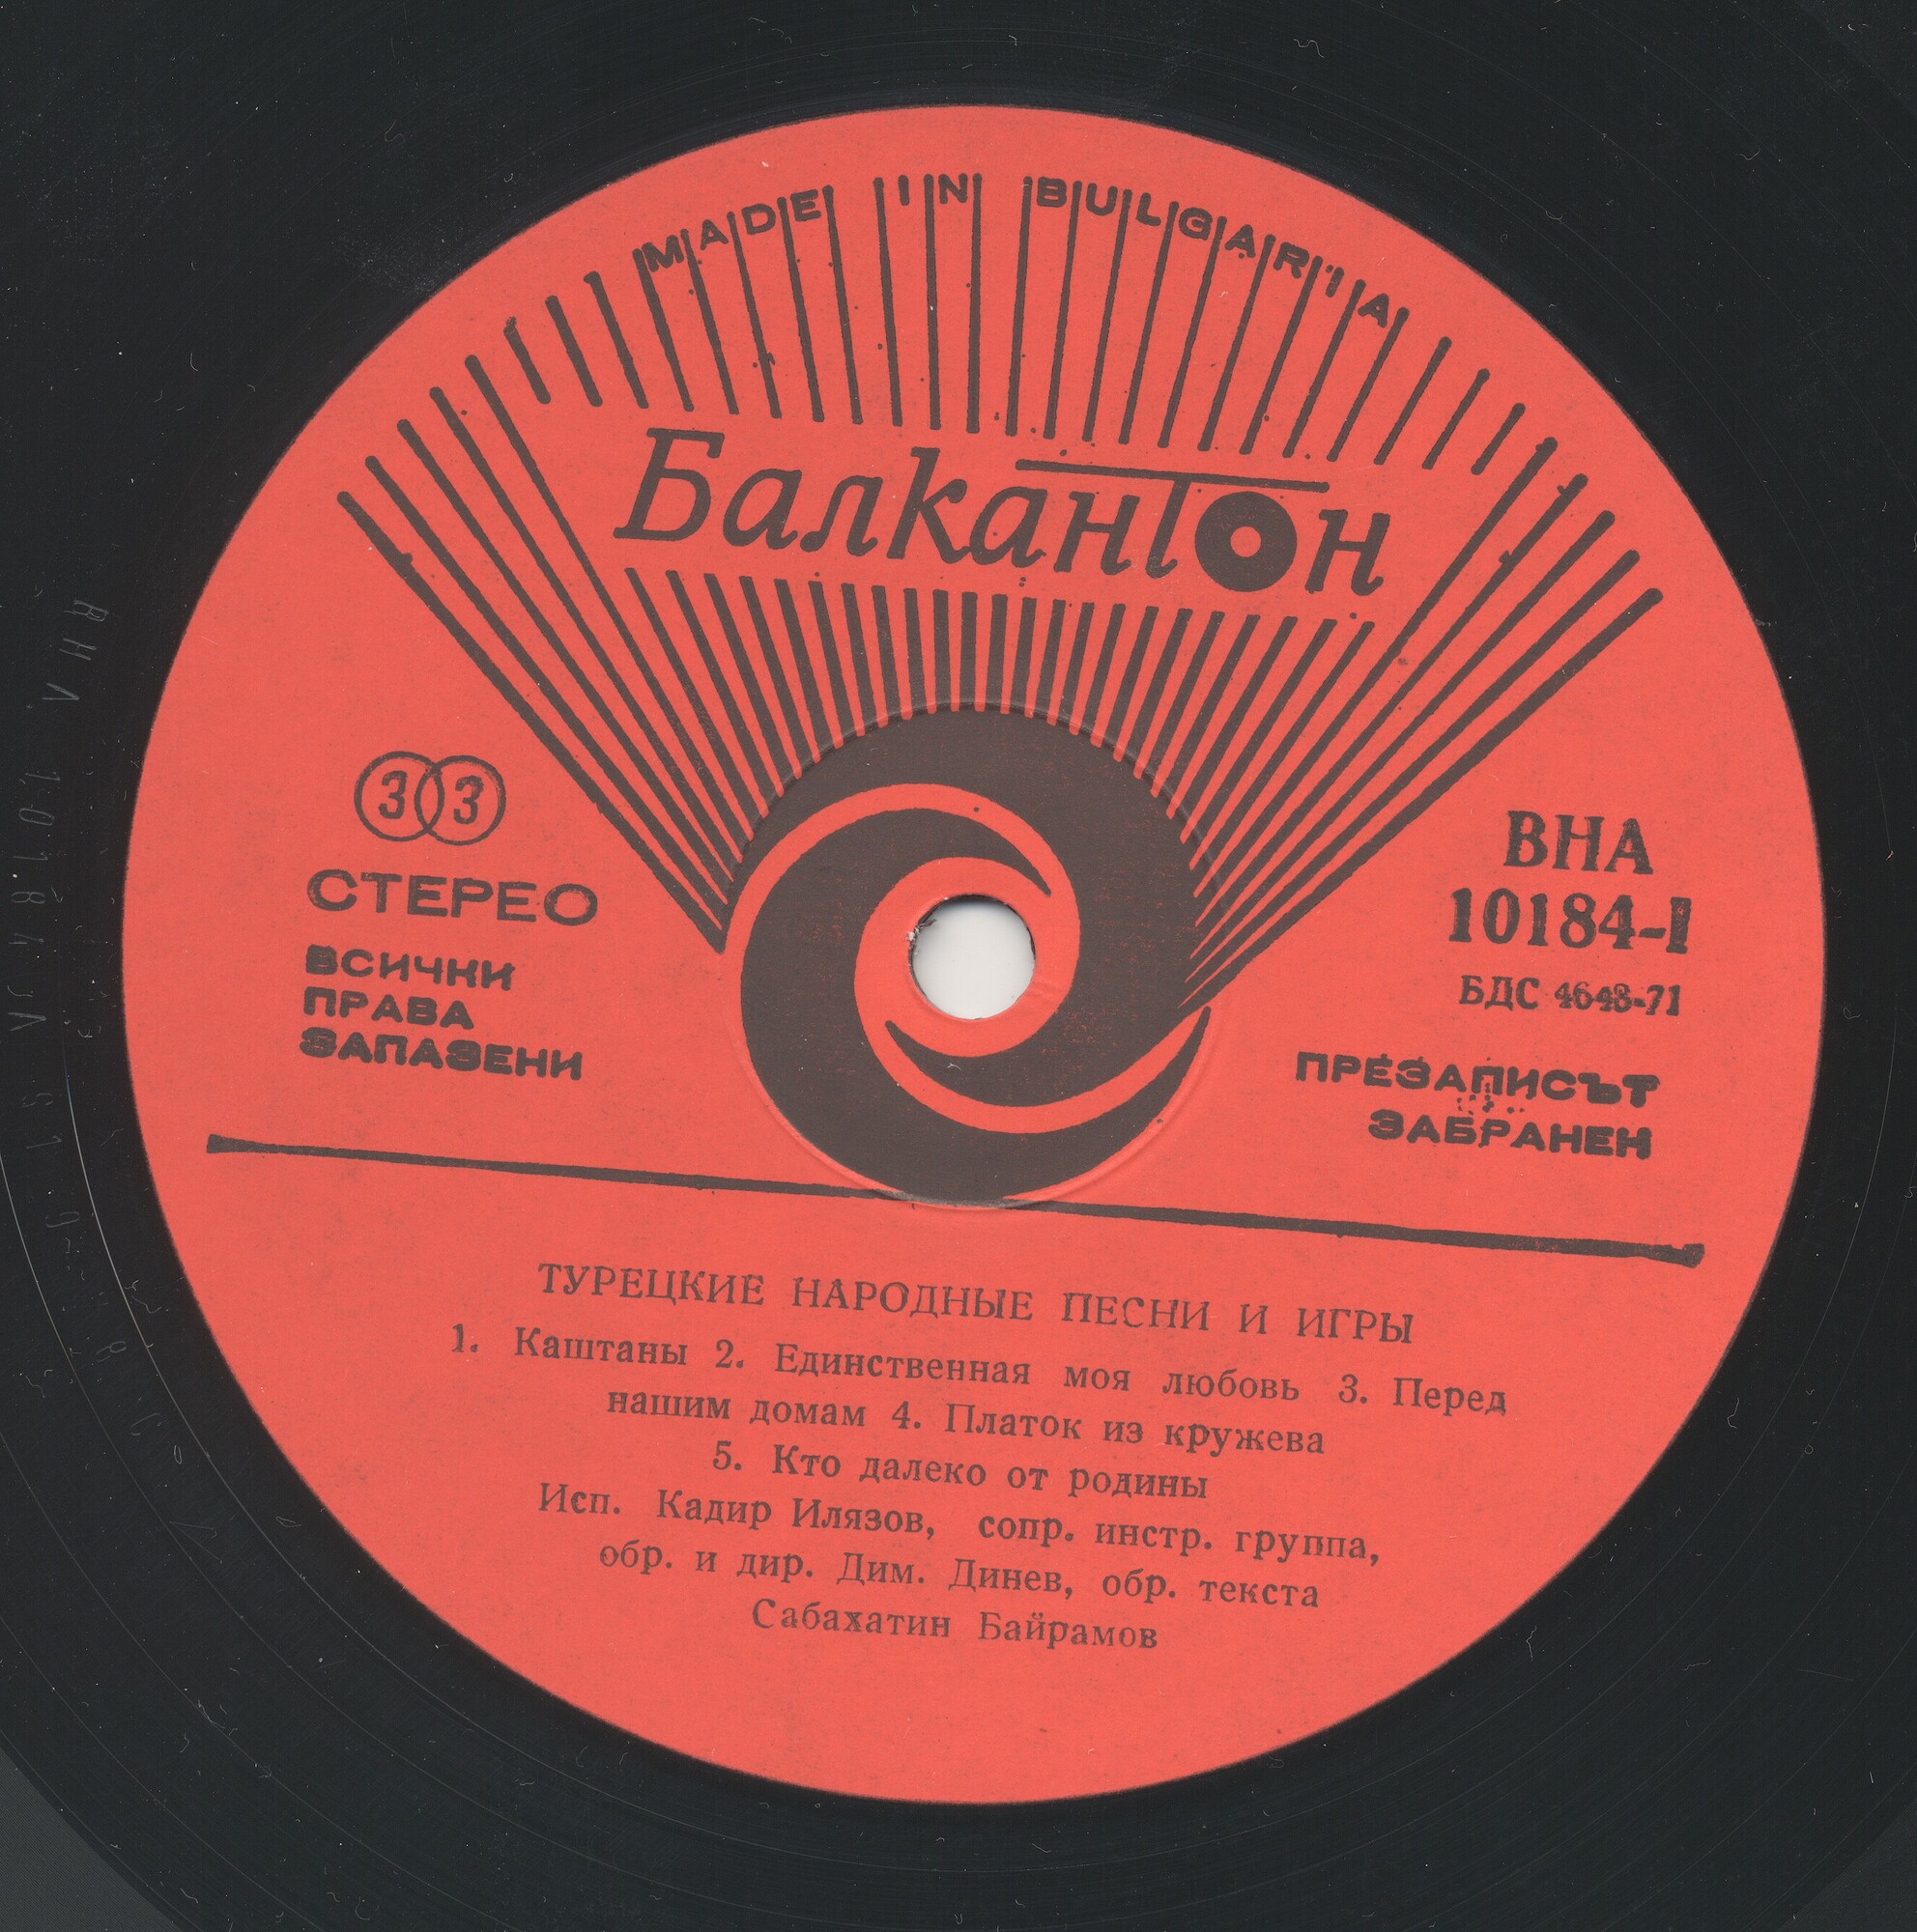 MADE IN BULGARIA
Балкантон
33
СТЕРЕО
ВСИЧКИ
ПРАВА
ЗАПАЗЕНИ
ВНА
10184-I
БДС 4648-71
ПРЕЗАПИСЪТ
ЗАБРАНЕН
ТУРЕЦКИЕ НАРОДНЫЕ ПЕСНИ И ИГРЫ
1. Каштаны 2. Единственная моя любовь 3. Перед
нашим домам 4. Платок из кружева
5. Кто далеко от родины
Исп. Кадир Илязов, сопр. инстр. группа,
обр. и дир. Дим. Динев, обр. текста
Сабахатин Байрамов